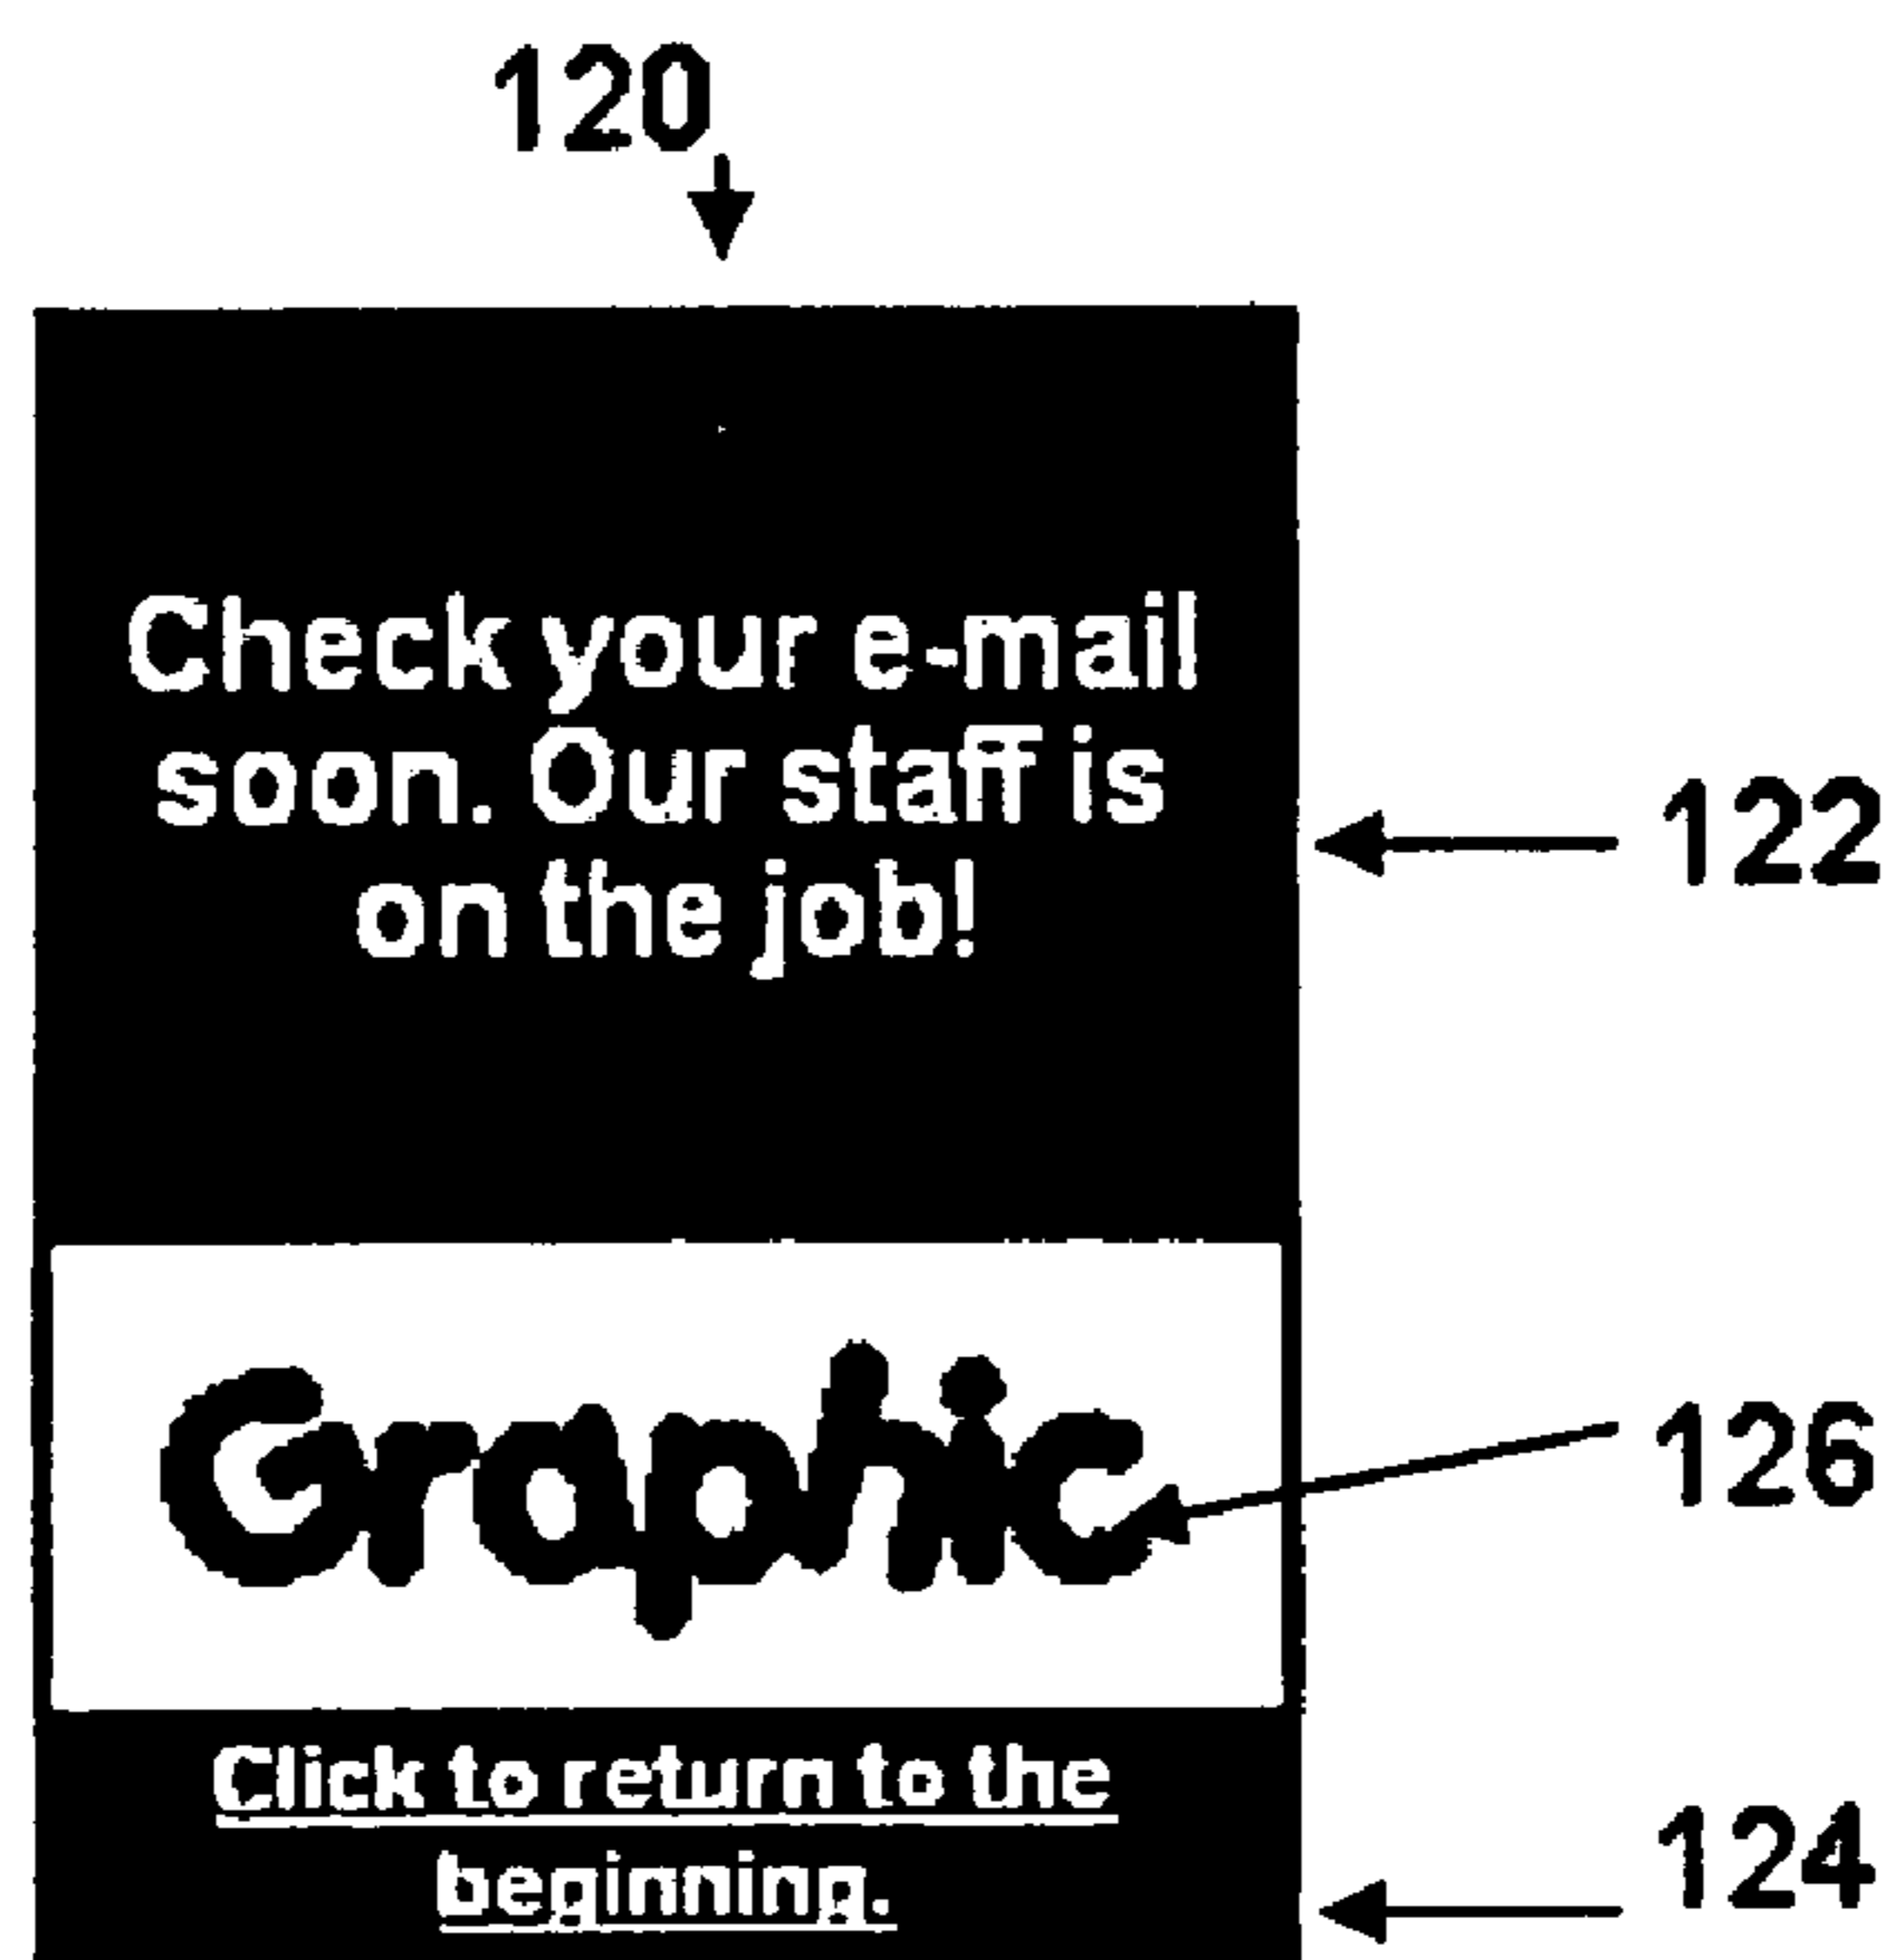 120
Check your e-mail
soon. Our staff is
on the job!
122
Graphic
126
Click to return to the
beginning.
124